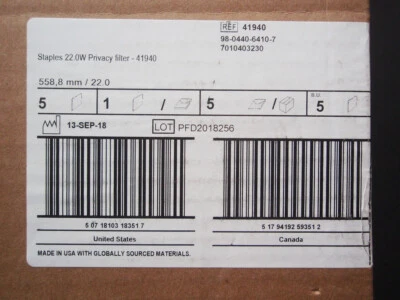 REF 41940
98-0440-6410-7
7010403230
Staples 22.0W Privacy filter - 41940
558,8 mm / 22.0
5 1 / 5 / B.U. 5
13-SEP-18 LOT PFD2018256
5 07 18103 18351 7 5 17 94192 59351 2
United States Canada
MADE IN USA WITH GLOBALLY SOURCED MATERIALS.